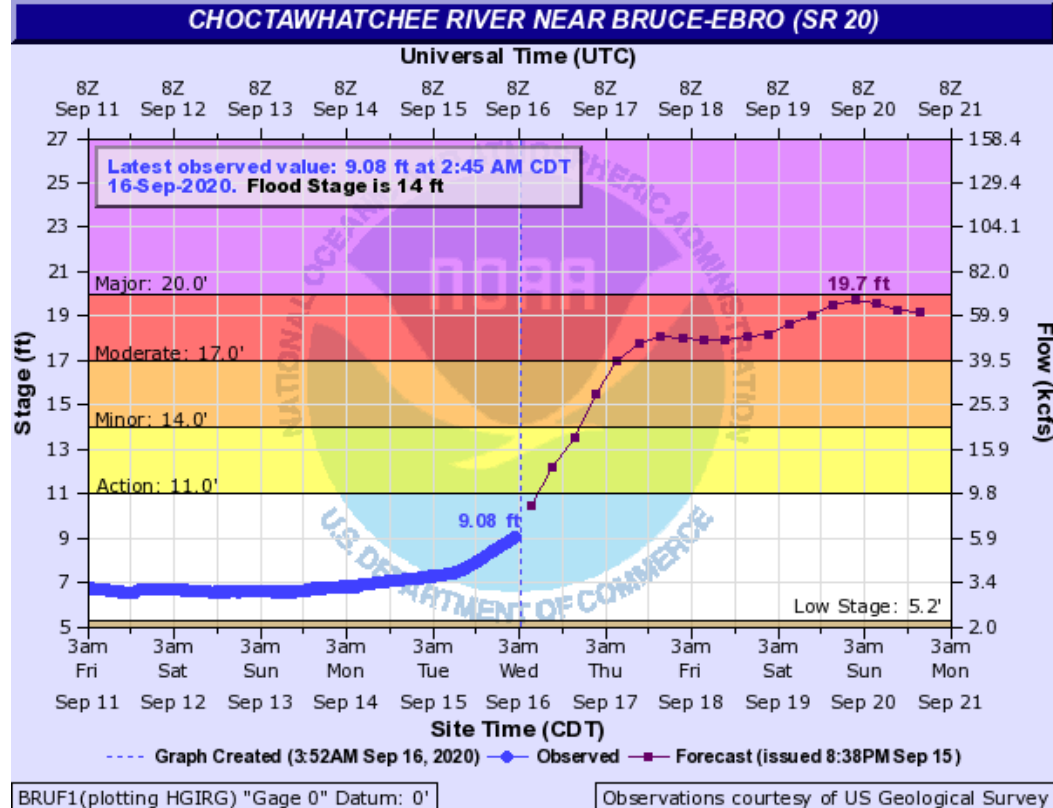 CHOCTAWHATCHEE RIVER NEAR BRUCE-EBRO (SR 20)
Universal Time (UTC)
8Z 8Z 8Z 8Z 8Z 8Z 8Z 8Z 8Z 8Z 8Z
Sep 11 Sep 12 Sep 13 Sep 14 Sep 15 Sep 16 Sep 17 Sep 18 Sep 19 Sep 20 Sep 21
27 158.4
Latest observed value: 9.08 ft at 2:45 AM CDT
16-Sep-2020. Flood Stage is 14 ft
25 129.4
23 104.1
21 82.0
Major: 20.0' 19.7 ft
19 59.9
Moderate: 17.0'
17 39.5
15 25.3
Minor: 14.0'
13 15.9
Action: 11.0'
11 9.8
9.08 ft
9 5.9
7 3.4
Low Stage: 5.2'
5 2.0
Stage (ft)
Flow (kcfs)
NATIONAL OCEANIC AND ATMOSPHERIC ADMINISTRATION
NOAA
U.S. DEPARTMENT OF COMMERCE
3am 3am 3am 3am 3am 3am 3am 3am 3am 3am 3am
Fri Sat Sun Mon Tue Wed Thu Fri Sat Sun Mon
Sep 11 Sep 12 Sep 13 Sep 14 Sep 15 Sep 16 Sep 17 Sep 18 Sep 19 Sep 20 Sep 21
Site Time (CDT)
Graph Created (3:52AM Sep 16, 2020) Observed Forecast (issued 8:38PM Sep 15)
BRUF1(plotting HGIRG) "Gage 0" Datum: 0' Observations courtesy of US Geological Survey